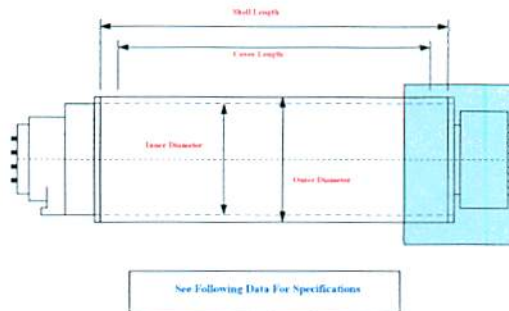 Shell Length
Cover Length
Inner Diameter
Outer Diameter
See Following Data For Specifications